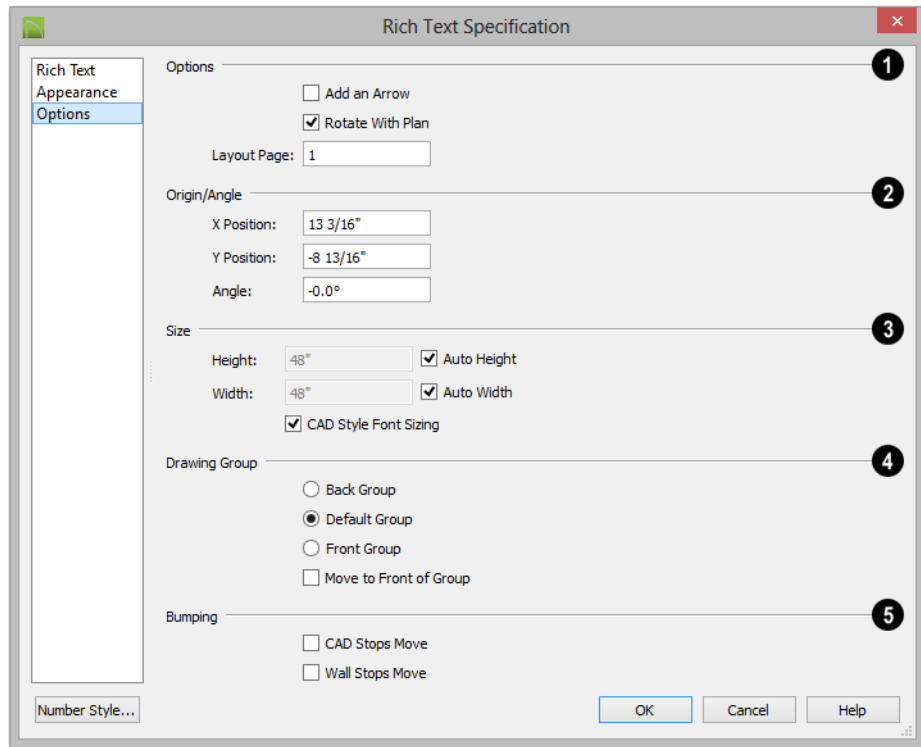 Rich Text Specification
×
Rich Text
Appearance
Options
Options
1
Add an Arrow
Rotate With Plan
Layout Page: 1
Origin/Angle
2
X Position: 13 3/16"
Y Position: -8 13/16"
Angle: -0.0°
Size
3
Height: 48" Auto Height
Width: 48" Auto Width
CAD Style Font Sizing
Drawing Group
4
Back Group
Default Group
Front Group
Move to Front of Group
Bumping
5
CAD Stops Move
Wall Stops Move
Number Style... OK Cancel Help